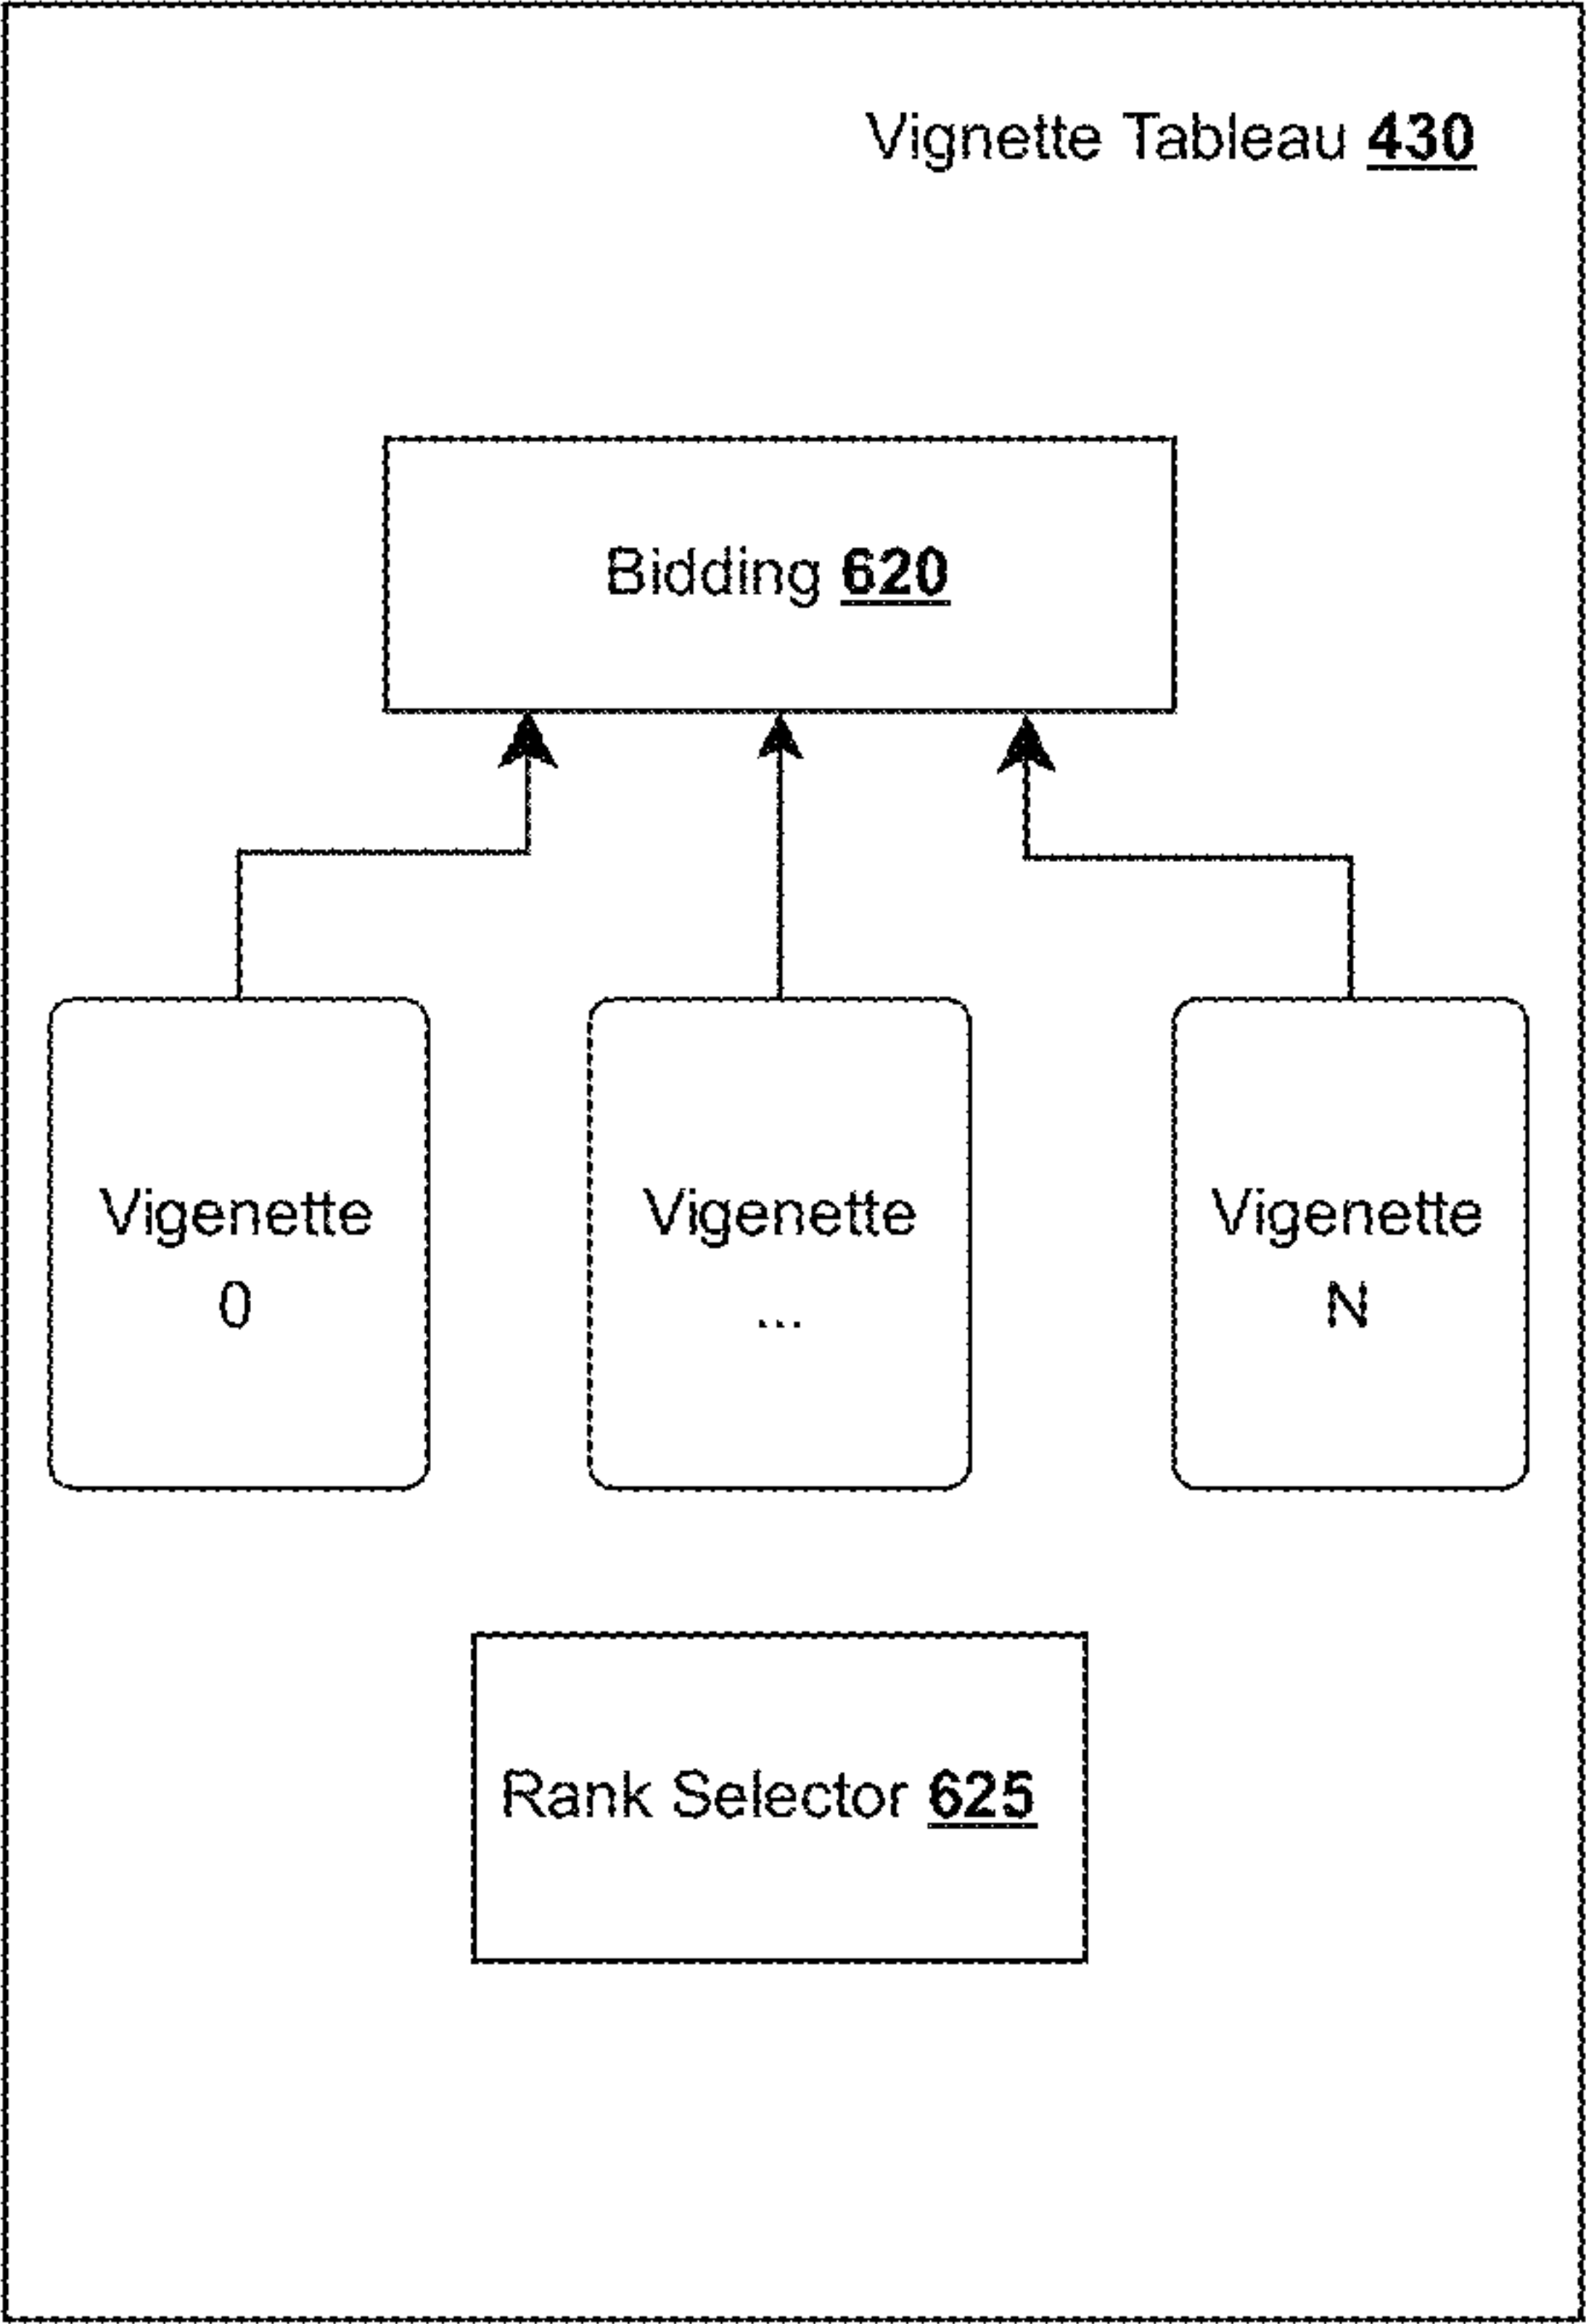 Vignette Tableau 430
Bidding 620
Vigenette
0
Vigenette
...
Vigenette
N
Rank Selector 625